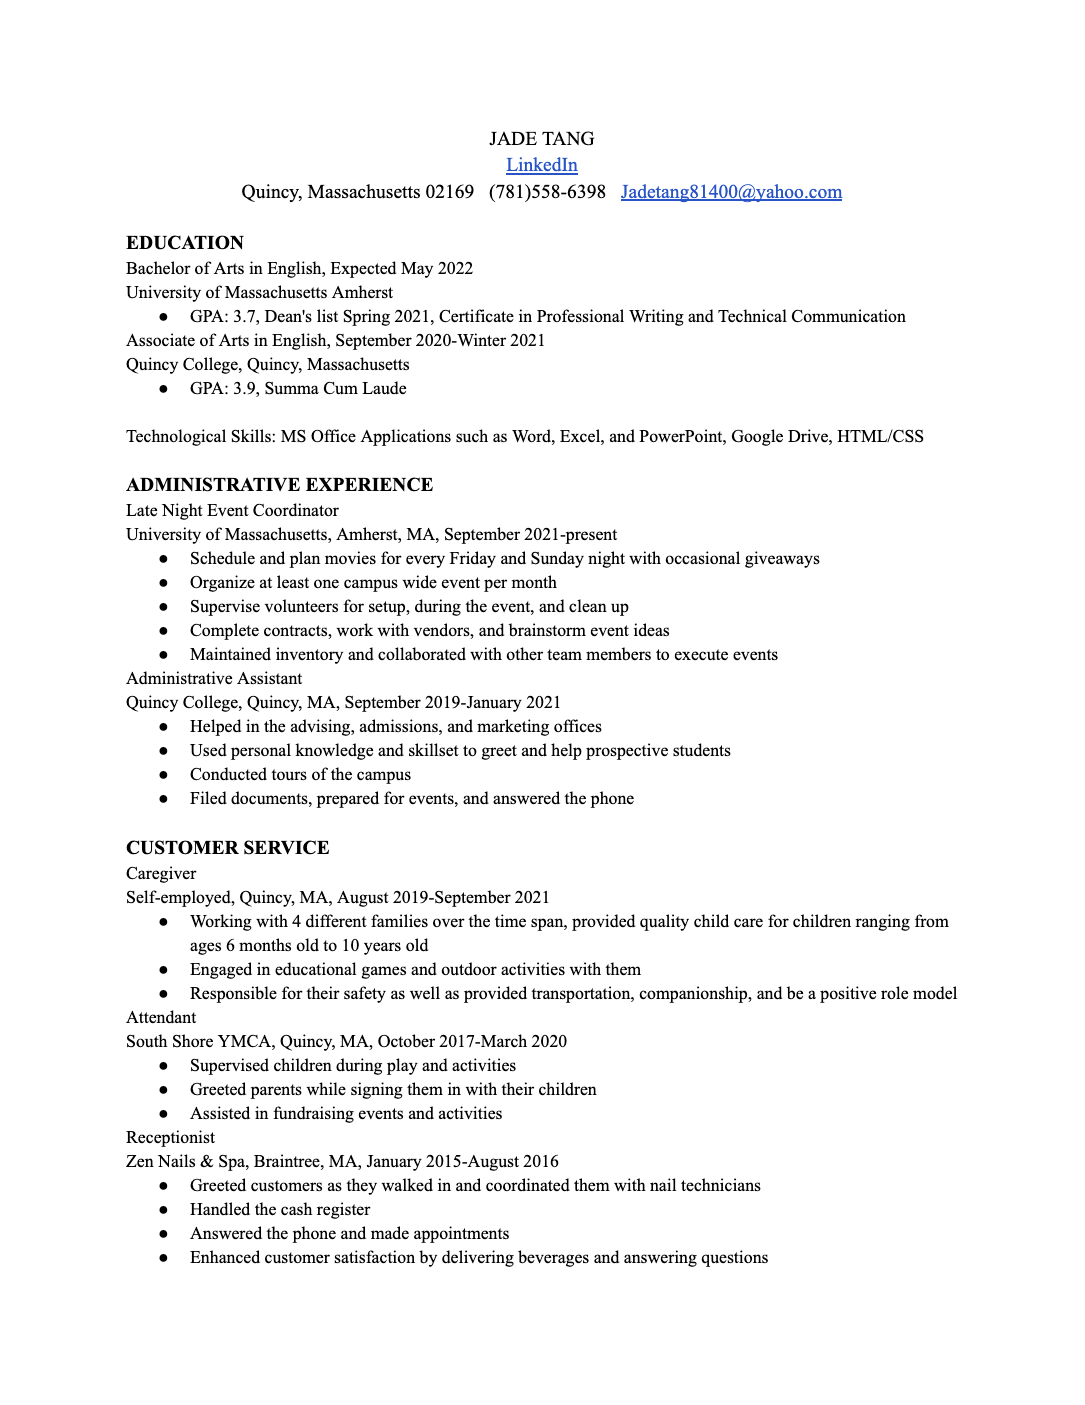 JADE TANG
LinkedIn
Quincy, Massachusetts 02169 (781)558-6398 Jadetang81400@yahoo.com
EDUCATION
Bachelor of Arts in English, Expected May 2022
University of Massachusetts Amherst
● GPA: 3.7, Dean's list Spring 2021, Certificate in Professional Writing and Technical Communication
Associate of Arts in English, September 2020-Winter 2021
Quincy College, Quincy, Massachusetts
● GPA: 3.9, Summa Cum Laude
Technological Skills: MS Office Applications such as Word, Excel, and PowerPoint, Google Drive, HTML/CSS
ADMINISTRATIVE EXPERIENCE
Late Night Event Coordinator
University of Massachusetts, Amherst, MA, September 2021-present
● Schedule and plan movies for every Friday and Sunday night with occasional giveaways
● Organize at least one campus wide event per month
● Supervise volunteers for setup, during the event, and clean up
● Complete contracts, work with vendors, and brainstorm event ideas
● Maintained inventory and collaborated with other team members to execute events
Administrative Assistant
Quincy College, Quincy, MA, September 2019-January 2021
● Helped in the advising, admissions, and marketing offices
● Used personal knowledge and skillset to greet and help prospective students
● Conducted tours of the campus
● Filed documents, prepared for events, and answered the phone
CUSTOMER SERVICE
Caregiver
Self-employed, Quincy, MA, August 2019-September 2021
● Working with 4 different families over the time span, provided quality child care for children ranging from
ages 6 months old to 10 years old
● Engaged in educational games and outdoor activities with them
● Responsible for their safety as well as provided transportation, companionship, and be a positive role model
Attendant
South Shore YMCA, Quincy, MA, October 2017-March 2020
● Supervised children during play and activities
● Greeted parents while signing them in with their children
● Assisted in fundraising events and activities
Receptionist
Zen Nails & Spa, Braintree, MA, January 2015-August 2016
● Greeted customers as they walked in and coordinated them with nail technicians
● Handled the cash register
● Answered the phone and made appointments
● Enhanced customer satisfaction by delivering beverages and answering questions